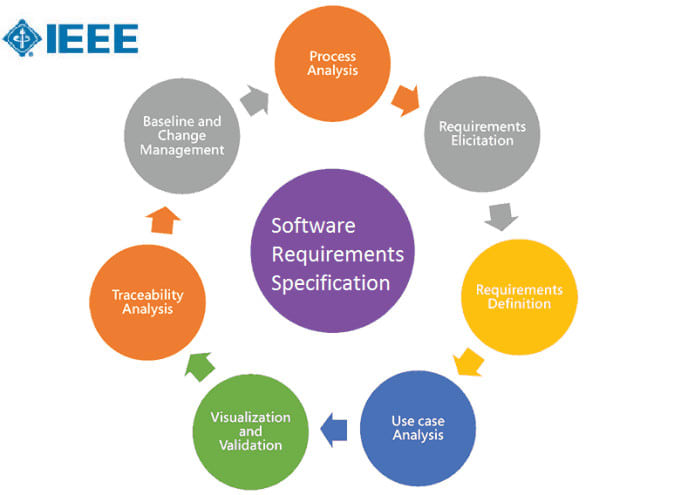 IEEE
Process
Analysis
Requirements
Elicitation
Requirements
Definition
Use case
Analysis
Visualization
and
Validation
Traceability
Analysis
Baseline and
Change
Management
Software
Requirements
Specification